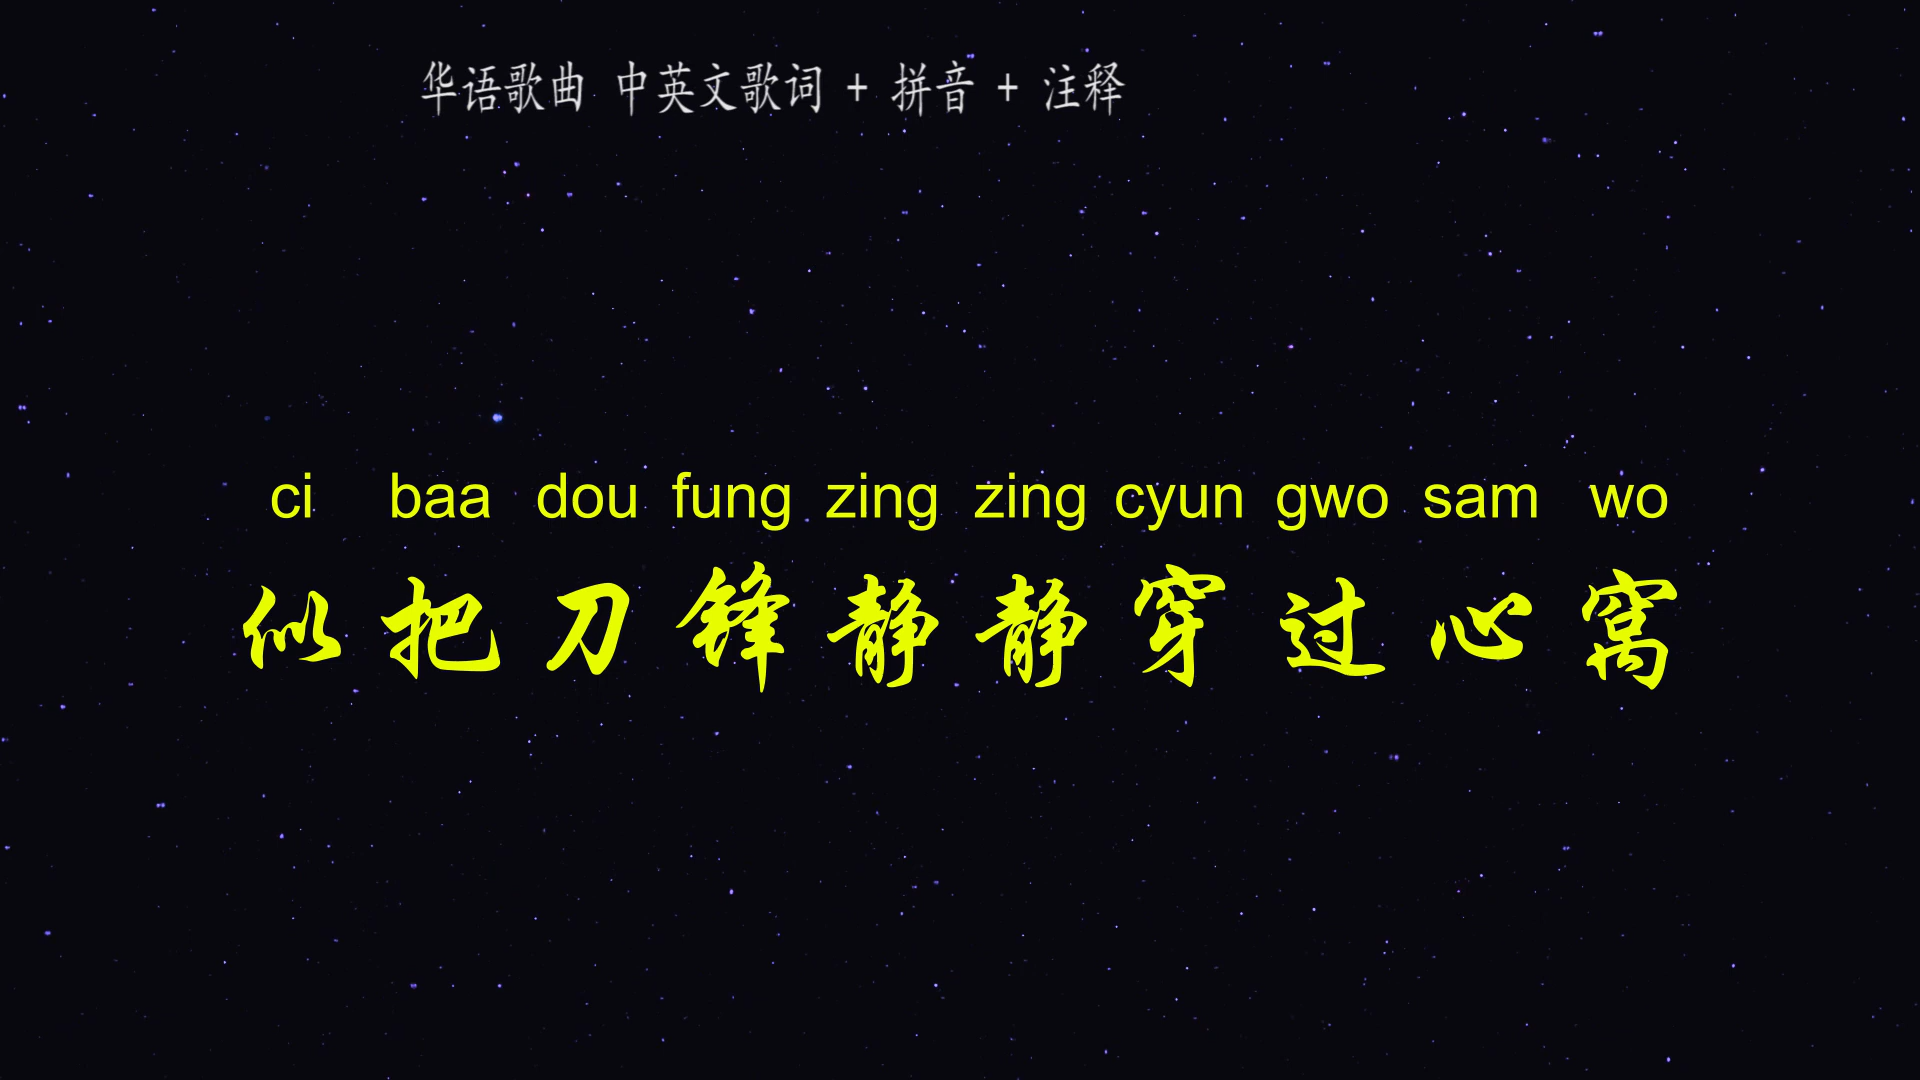 华语歌曲 中英文歌词 + 拼音 + 注释
ci baa dou fung zing zing cyun gwo sam wo
似把刀锋静静穿过心窝